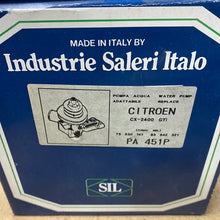 MADE IN ITALY BY
Industrie Saleri Italo
POMPA ACQUA WATER PUMP
ADATTABILE REPLACE
CITROEN
CX-2400 GTi
PA 451P
SIL